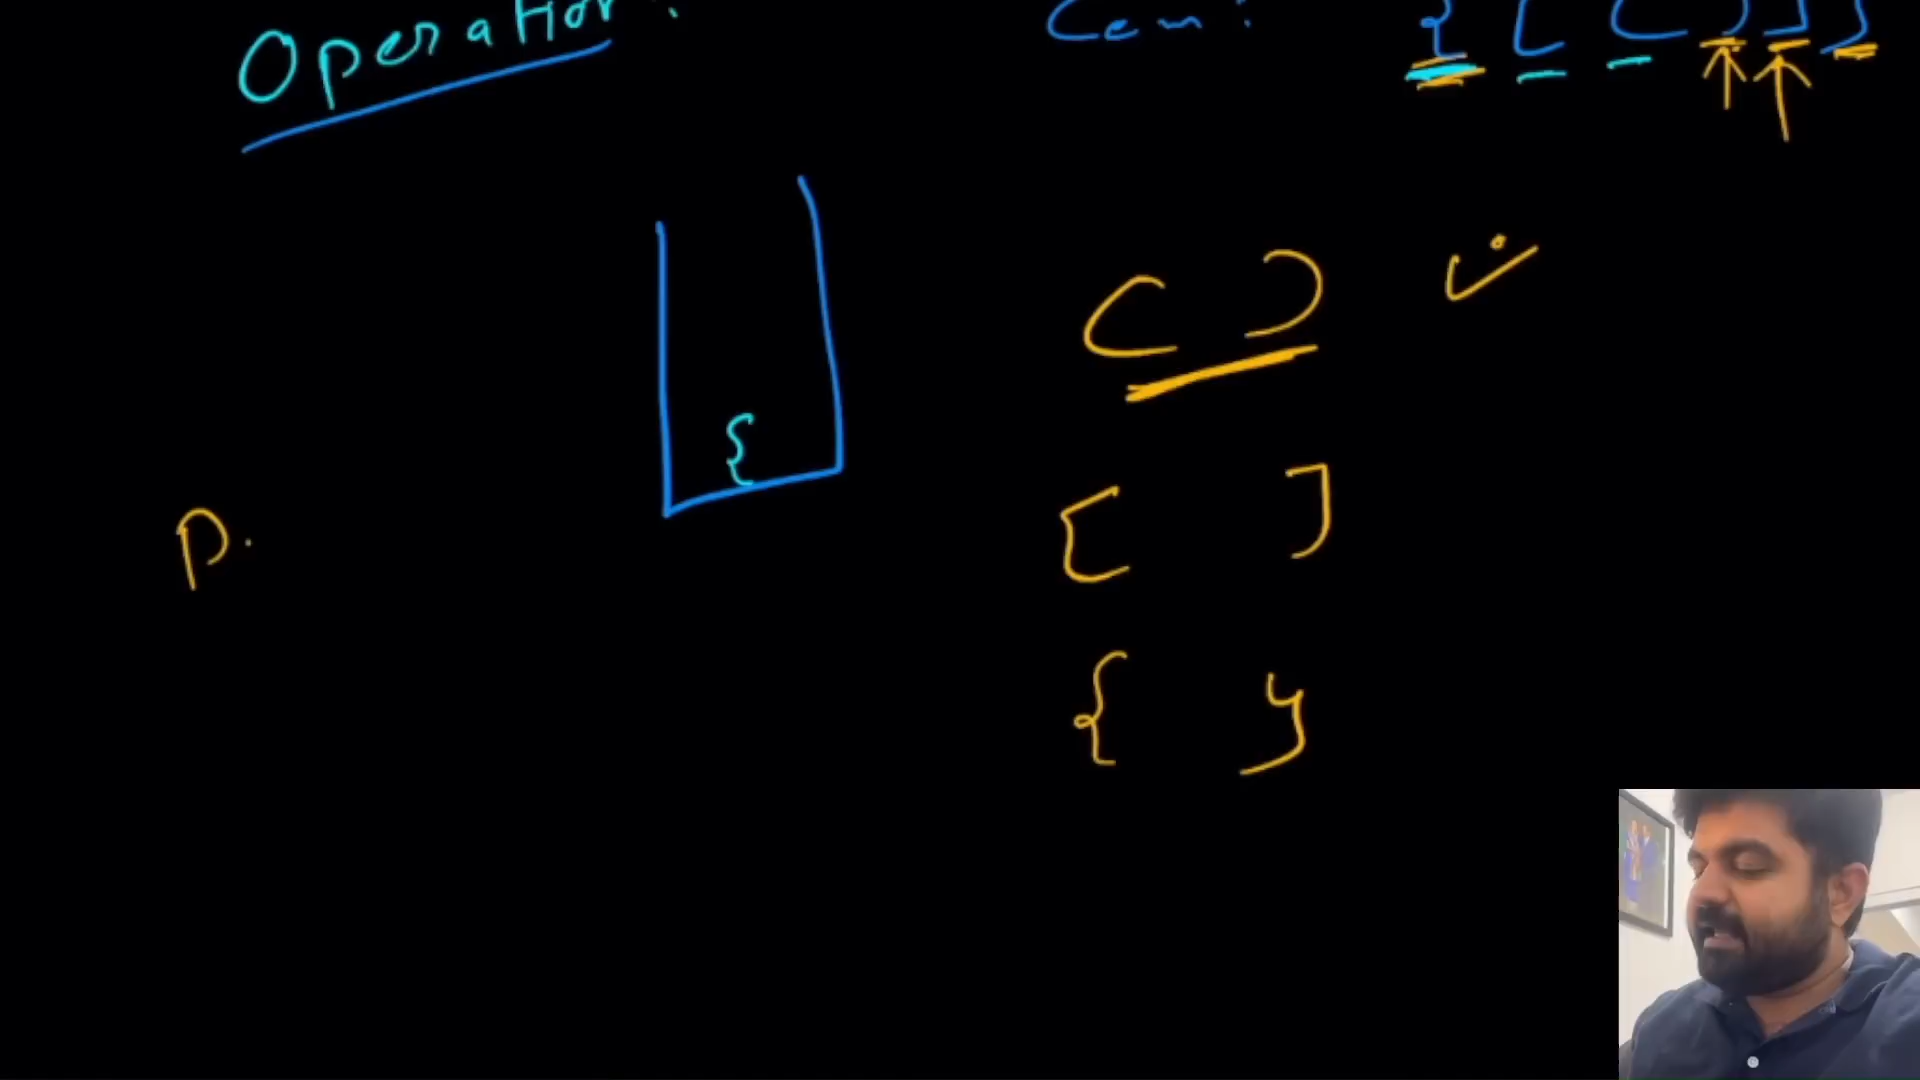 Operation:
{ [ ( ) ] }
( ) ✓
{
[ ]
P.
{ }